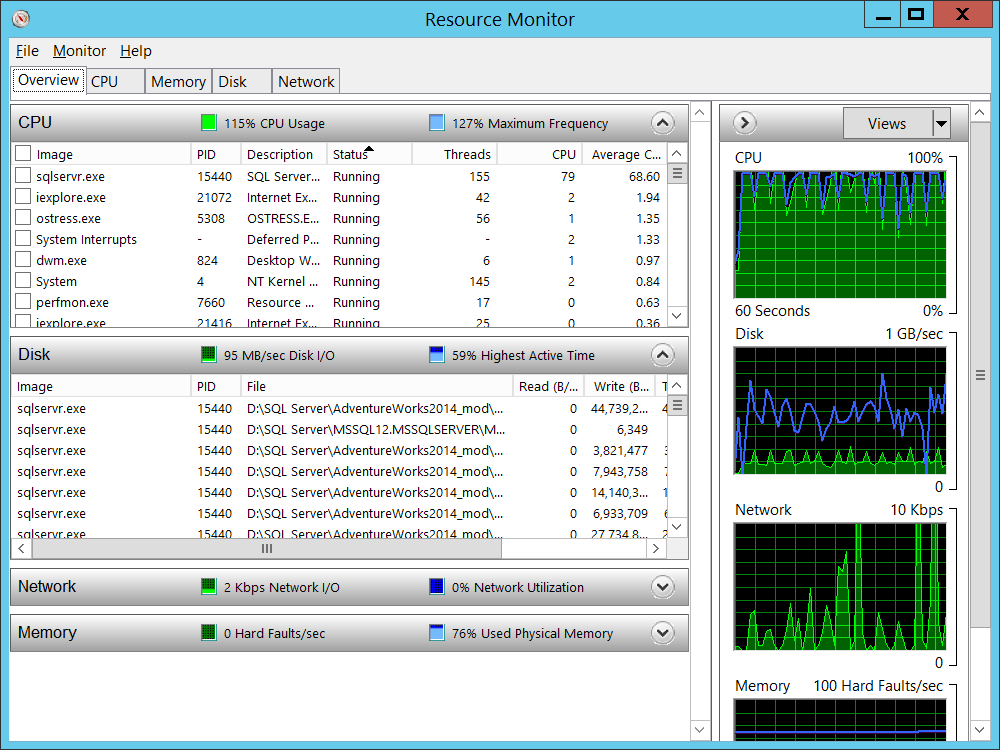 Resource Monitor
File Monitor Help
Overview CPU Memory Disk Network
CPU 115% CPU Usage 127% Maximum Frequency
Image PID Description Status Threads CPU Average C...
sqlservr.exe 15440 SQL Server... Running 155 79 68.60
iexplore.exe 21072 Internet Ex... Running 42 2 1.94
ostress.exe 5308 OSTRESS.E... Running 56 1 1.35
System Interrupts - Deferred P... Running - 2 1.33
dwm.exe 824 Desktop W... Running 6 1 0.97
System 4 NT Kernel ... Running 145 2 0.84
perfmon.exe 7660 Resource ... Running 17 0 0.63
iexplore.exe 21416 Internet Ex... Running 25 0 0.36
Disk 95 MB/sec Disk I/O 59% Highest Active Time
Image PID File Read (B/... Write (B...
sqlservr.exe 15440 D:\SQL Server\AdventureWorks2014_mod\... 0 44,739,2...
sqlservr.exe 15440 D:\SQL Server\MSSQL12.MSSQLSERVER\M... 0 6,349
sqlservr.exe 15440 D:\SQL Server\AdventureWorks2014_mod\... 0 3,821,477
sqlservr.exe 15440 D:\SQL Server\AdventureWorks2014_mod\... 0 7,943,758
sqlservr.exe 15440 D:\SQL Server\AdventureWorks2014_mod\... 0 14,140,3...
sqlservr.exe 15440 D:\SQL Server\AdventureWorks2014_mod\... 0 6,933,709
sqlservr.exe 15440 D:\SQL Server\AdventureWorks2014_mod\... 0 27,734,8...
Network 2 Kbps Network I/O 0% Network Utilization
Memory 0 Hard Faults/sec 76% Used Physical Memory
Views
CPU 100%
60 Seconds 0%
Disk 1 GB/sec
0
Network 10 Kbps
0
Memory 100 Hard Faults/sec